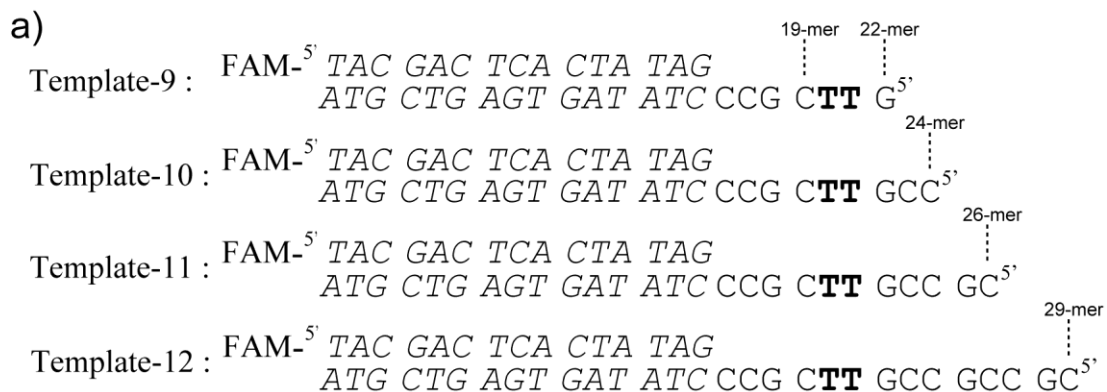 a)
19-mer 22-mer
FAM-5' TAC GAC TCA CTA TAG
Template-9 :
ATG CTG AGT GAT ATC CCG CTT G5'
24-mer
FAM-5' TAC GAC TCA CTA TAG
Template-10 :
ATG CTG AGT GAT ATC CCG CTT GCC5'
26-mer
FAM-5' TAC GAC TCA CTA TAG
Template-11 :
ATG CTG AGT GAT ATC CCG CTT GCC GC5'
29-mer
FAM-5' TAC GAC TCA CTA TAG
Template-12 :
ATG CTG AGT GAT ATC CCG CTT GCC GCC GC5'